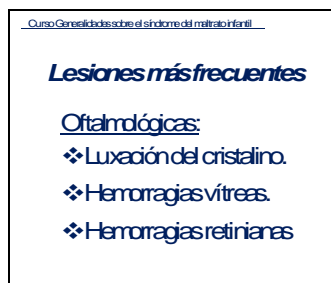 Curso Generalidades sobre el síndrome del maltrato infantil
Lesiones más frecuentes
Oftalmológicas:
❖Luxación del cristalino.
❖Hemorragias vítreas.
❖Hemorragias retinianas